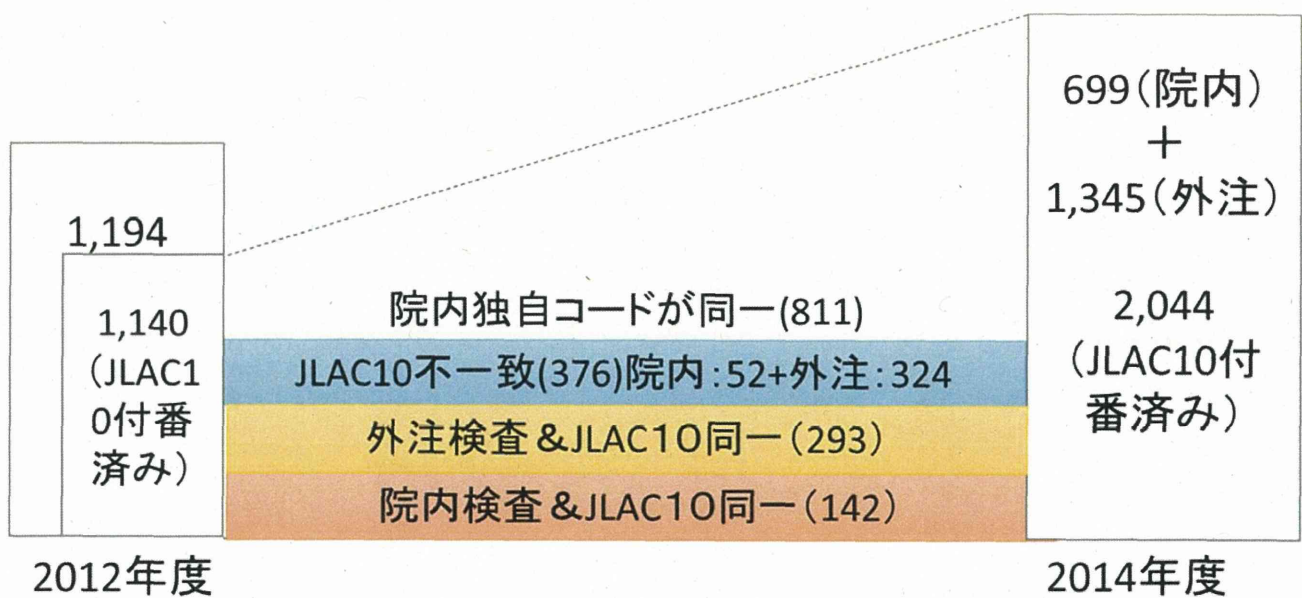 1,194
1,140
(JLAC1
0付番
済み)
2012年度
院内独自コードが同一(811)
JLAC10不一致(376)院内:52+外注:324
外注検査&JLAC10同一(293)
院内検査&JLAC10同一(142)
699(院内)
+
1,345(外注)
2,044
(JLAC10付
番済み)
2014年度